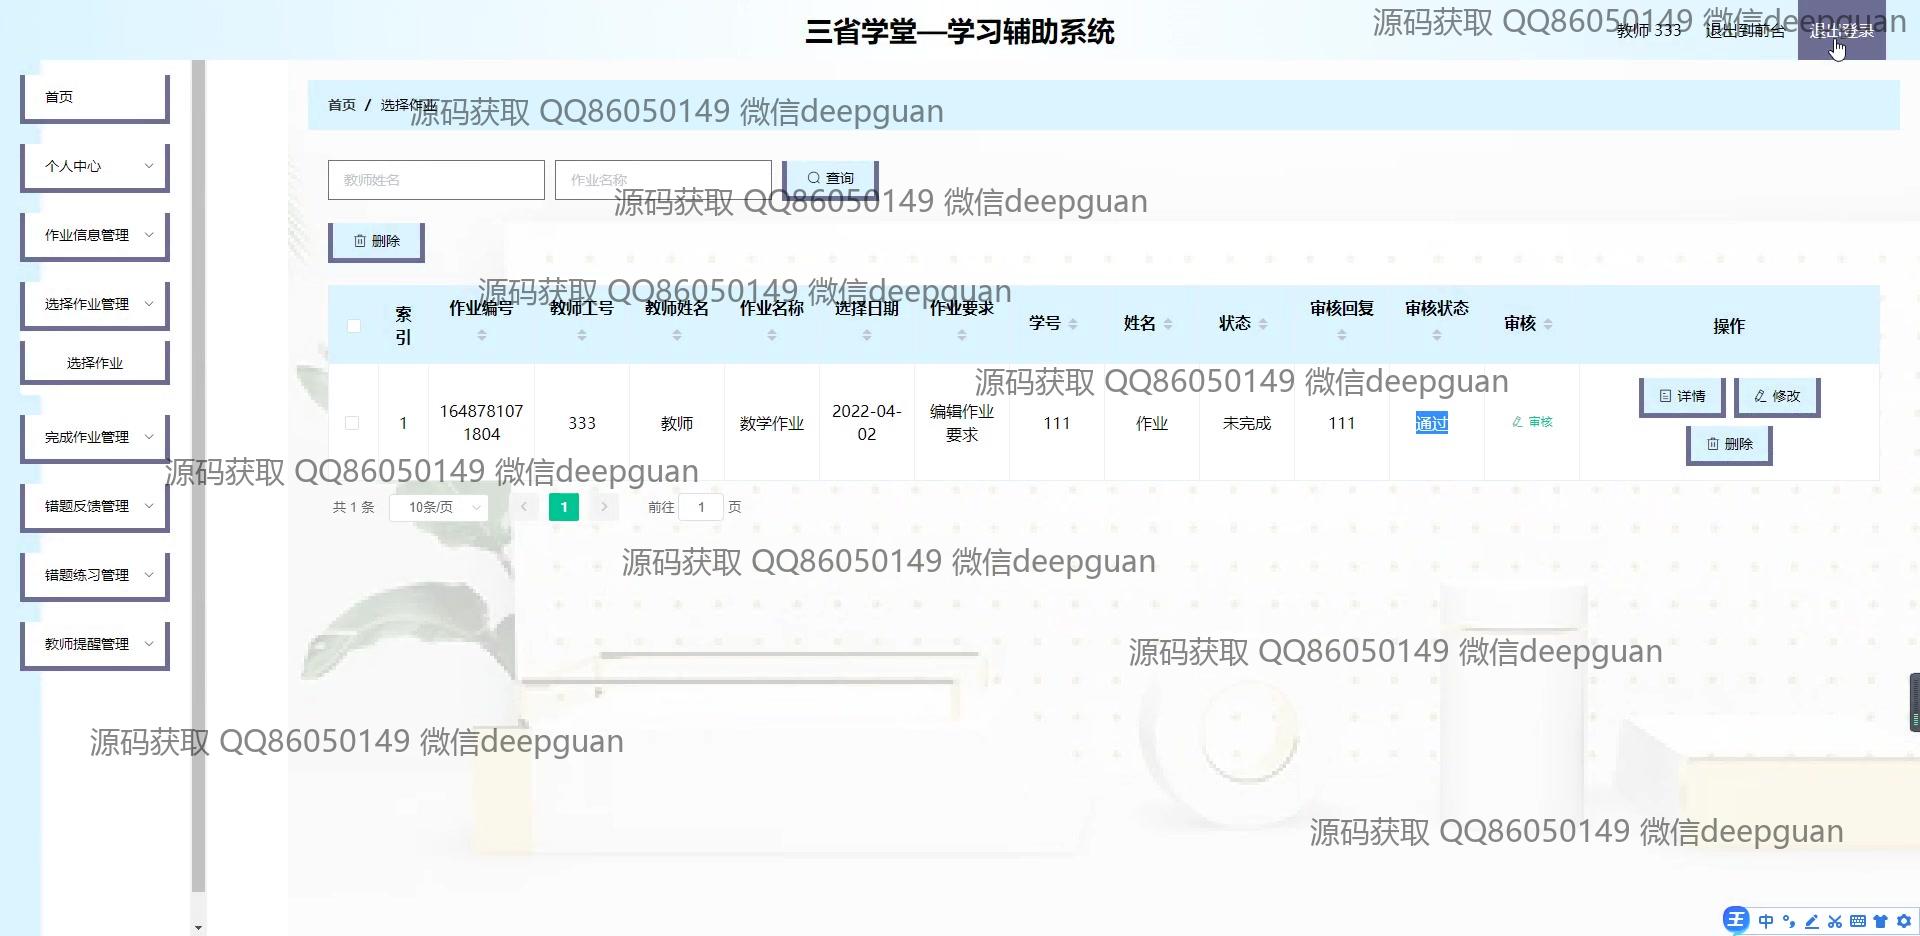 三省学堂—学习辅助系统
源码获取 QQ86050149 微信deepguan
教师 333
退出到前台
退出登录
首页
个人中心
作业信息管理
选择作业管理
选择作业
完成作业管理
错题反馈管理
错题练习管理
教师提醒管理
首页 / 选择作业
源码获取 QQ86050149 微信deepguan
教师姓名
作业名称
查询
源码获取 QQ86050149 微信deepguan
删除
源码获取 QQ86050149 微信deepguan
索引 作业编号 教师工号 教师姓名 作业名称 选择日期 作业要求 学号 姓名 状态 审核回复 审核状态 审核 操作
源码获取 QQ86050149 微信deepguan
1 1648781071804 333 教师 数学作业 2022-04-02 编辑作业要求 111 作业 未完成 111 通过 审核
详情 修改
删除
源码获取 QQ86050149 微信deepguan
共 1 条 10条/页 1 前往 1 页
源码获取 QQ86050149 微信deepguan
源码获取 QQ86050149 微信deepguan
源码获取 QQ86050149 微信deepguan
源码获取 QQ86050149 微信deepguan
王 中